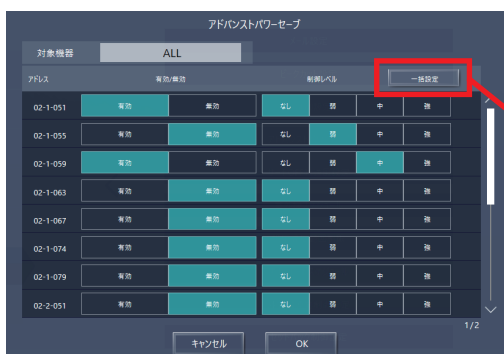 アドバンストパワーセーブ
対象機器 ALL
アドレス 有効/無効 制御レベル 一括設定
02-1-051 有効 無効 なし 弱 中 強
02-1-055 有効 無効 なし 弱 中 強
02-1-059 有効 無効 なし 弱 中 強
02-1-063 有効 無効 なし 弱 中 強
02-1-067 有効 無効 なし 弱 中 強
02-1-074 有効 無効 なし 弱 中 強
02-1-079 有効 無効 なし 弱 中 強
02-2-051 有効 無効 なし 弱 中 強
1/2
キャンセル OK